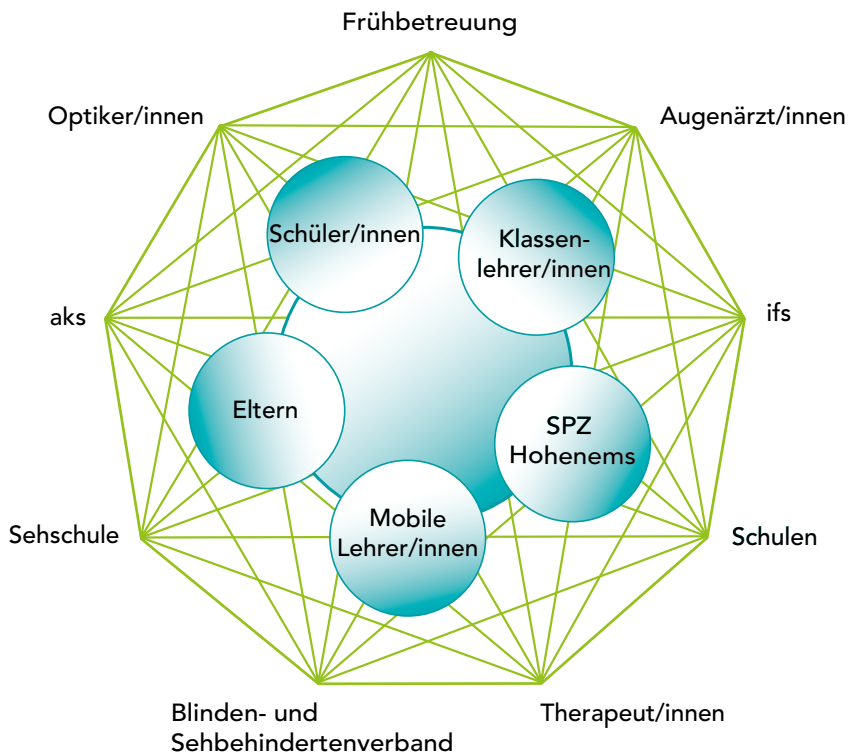 Frühbetreuung
Optiker/innen
Augenärzt/innen
Schüler/innen
Klassen-
lehrer/innen
aks
ifs
Eltern
SPZ
Hohenems
Sehschule
Mobile
Lehrer/innen
Schulen
Blinden- und
Sehbehindertenverband
Therapeut/innen